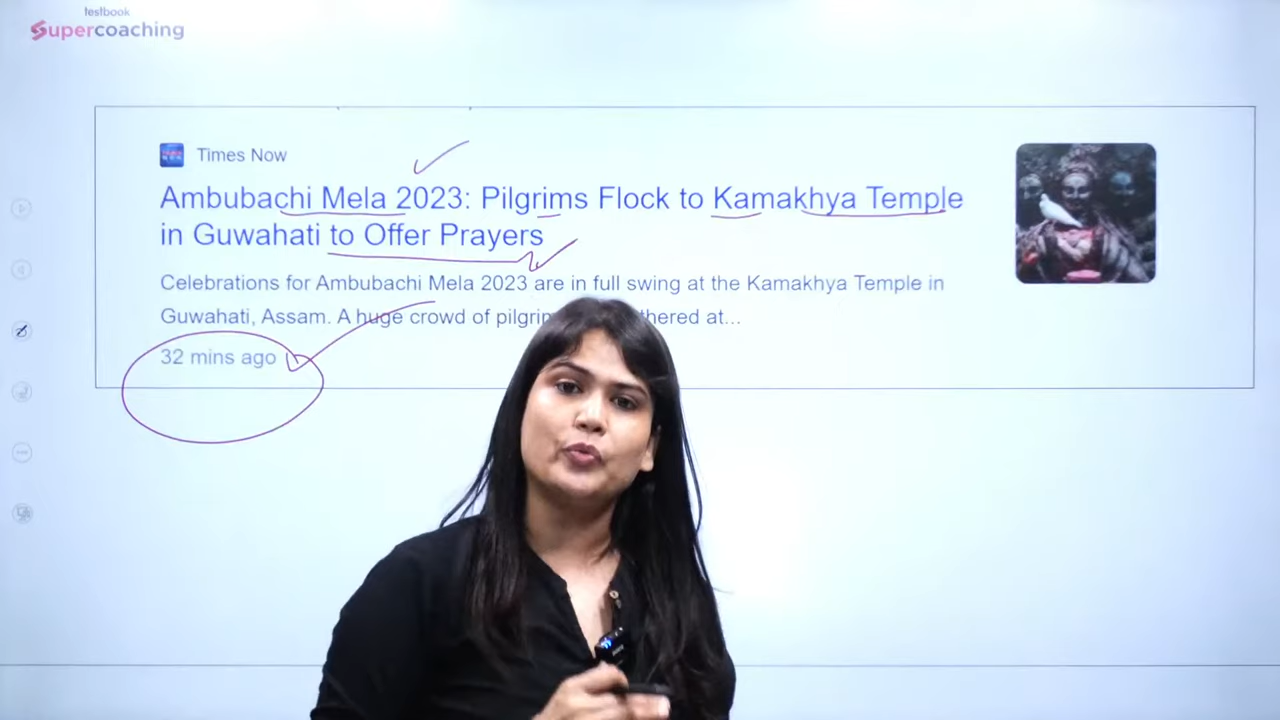 testbook
Supercoaching
Times Now
Ambubachi Mela 2023: Pilgrims Flock to Kamakhya Temple
in Guwahati to Offer Prayers
Celebrations for Ambubachi Mela 2023 are in full swing at the Kamakhya Temple in
Guwahati, Assam. A huge crowd of thered at...
32 mins ago